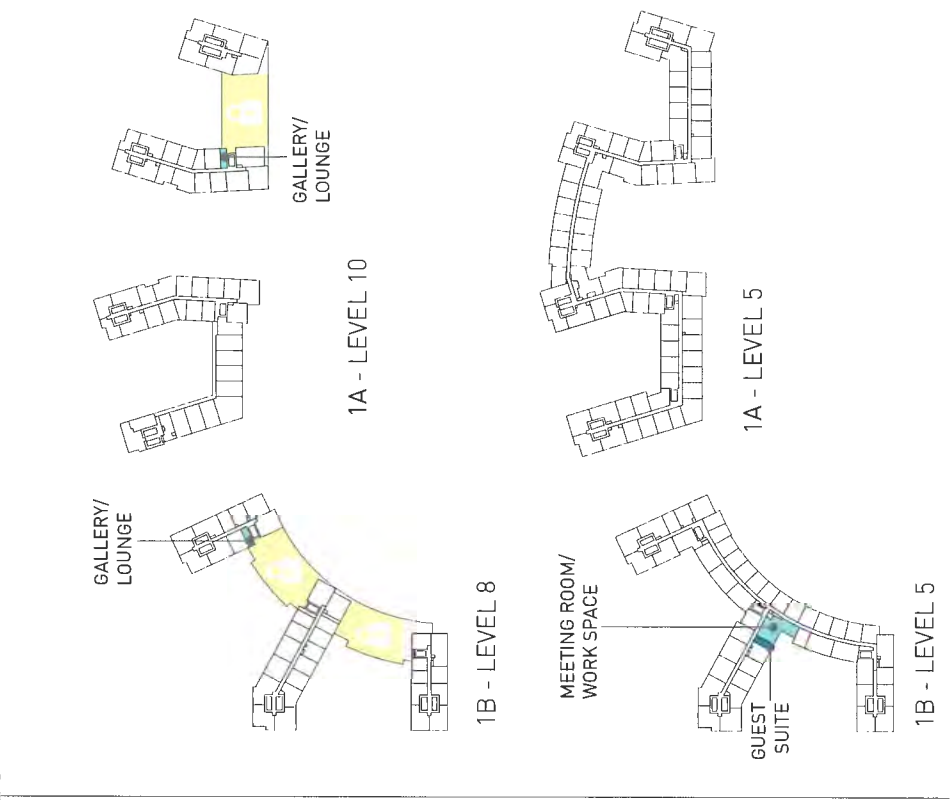 GALLERY/
LOUNGE
1A - LEVEL 10
GALLERY/
LOUNGE
1B - LEVEL 8
1A - LEVEL 5
MEETING ROOM/
WORK SPACE
GUEST
SUITE
1B - LEVEL 5